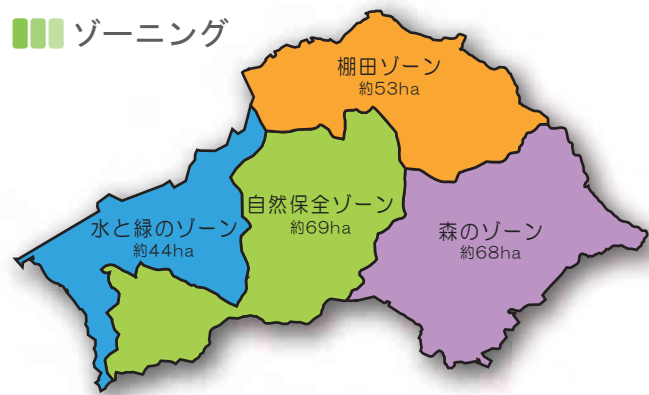 ゾーニング
棚田ゾーン
約53ha
自然保全ゾーン
約69ha
水と緑のゾーン
約44ha
森のゾーン
約68ha